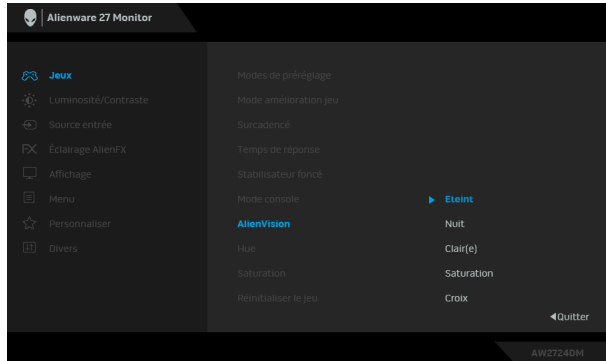 Alienware 27 Monitor
Jeux
Luminosité/Contraste
Source entrée
Éclairage AlienFX
Affichage
Menu
Personnaliser
Divers
Modes de préréglage
Mode amélioration jeu
Surcadencé
Temps de réponse
Stabilisateur foncé
Mode console
AlienVision
Hue
Saturation
Réinitialiser le jeu
Eteint
Nuit
Clair(e)
Saturation
Croix
Quitter
AW2724DM